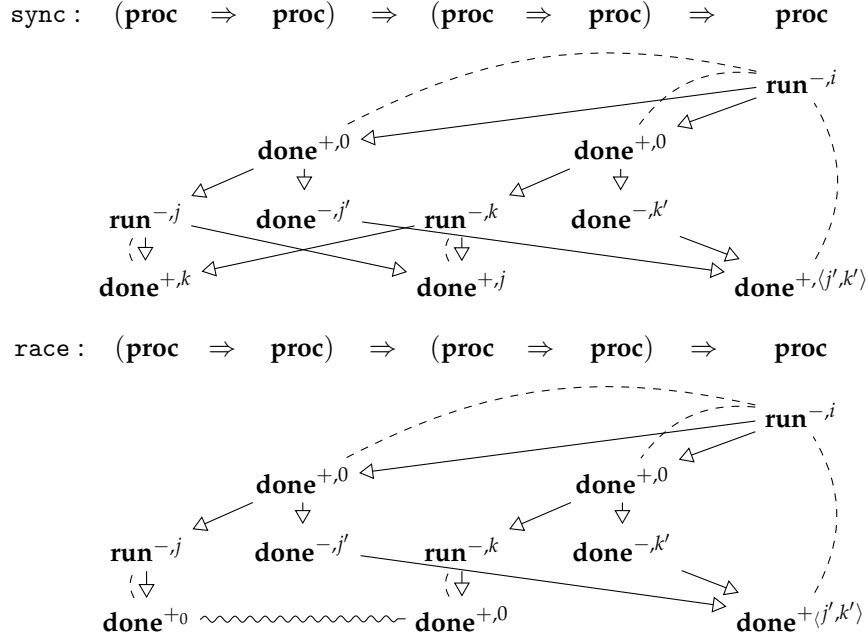 sync : (proc ⇒ proc) ⇒ (proc ⇒ proc) ⇒ proc
run⁻,ⁱ
done⁺,⁰ done⁺,⁰
run⁻,ʲ done⁻,ʲ′ run⁻,ᵏ done⁻,ᵏ′
done⁺,ᵏ done⁺,ʲ done⁺,⟨ʲ′,ᵏ′⟩
race : (proc ⇒ proc) ⇒ (proc ⇒ proc) ⇒ proc
run⁻,ⁱ
done⁺,⁰ done⁺,⁰
run⁻,ʲ done⁻,ʲ′ run⁻,ᵏ done⁻,ᵏ′
done⁺₀ done⁺,⁰ done⁺⟨ʲ′,ᵏ′⟩